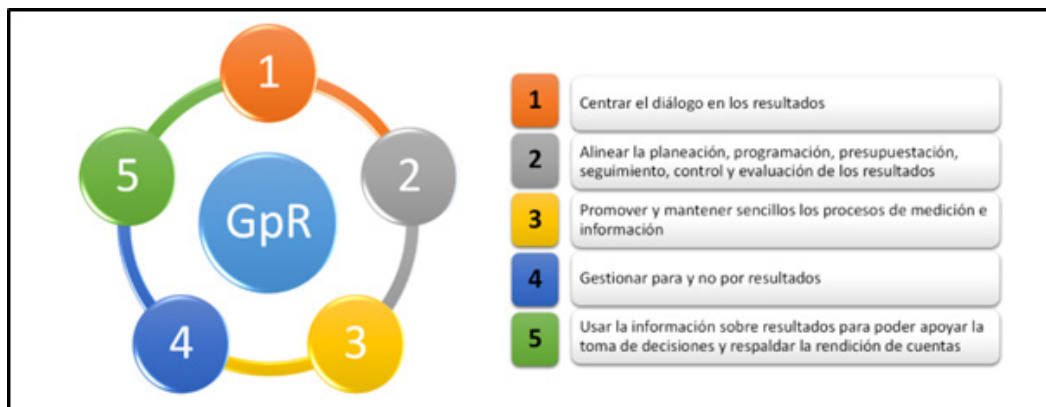 1
2
3
4
5
GpR
1
Centrar el diálogo en los resultados
2
Alinear la planeación, programación, presupuestación,
seguimiento, control y evaluación de los resultados
3
Promover y mantener sencillos los procesos de medición e
información
4
Gestionar para y no por resultados
5
Usar la información sobre resultados para poder apoyar la
toma de decisiones y respaldar la rendición de cuentas